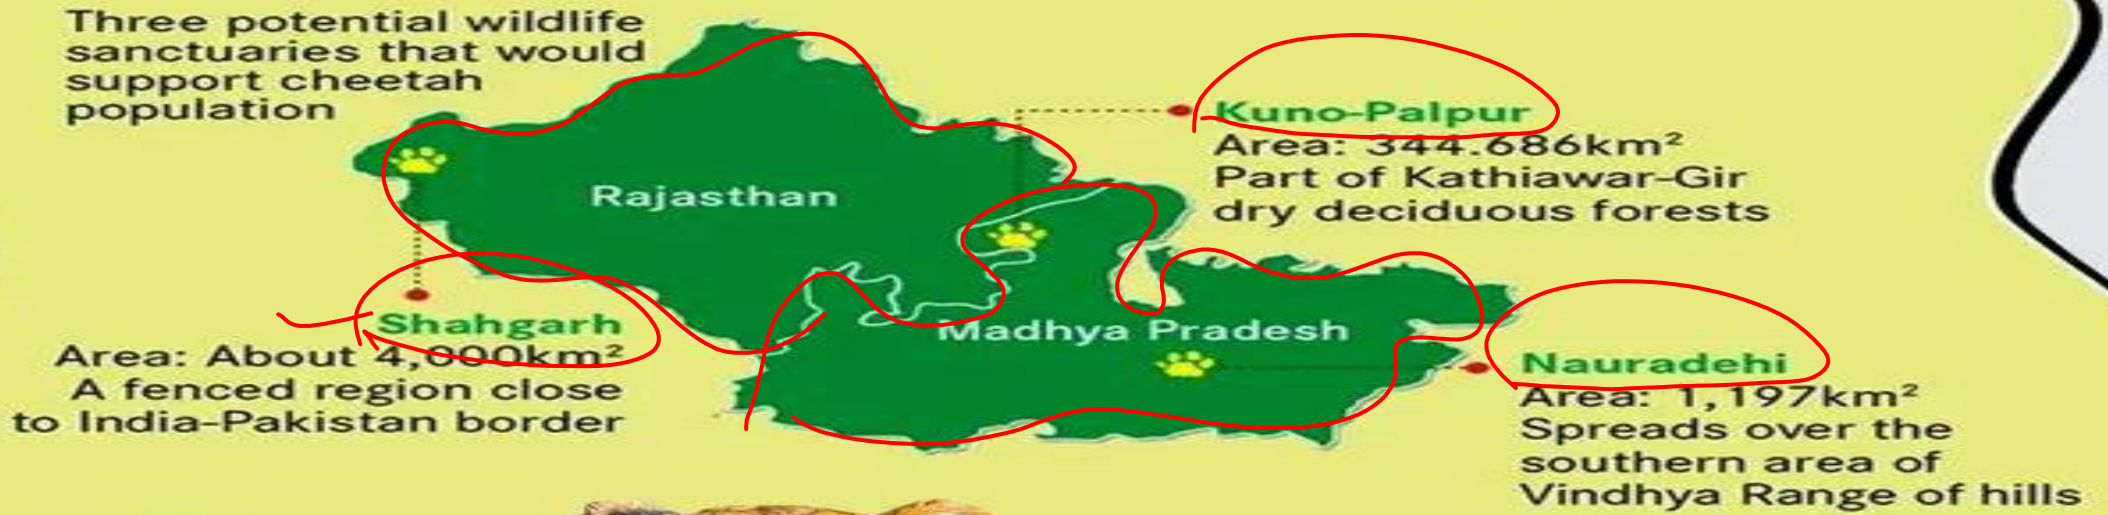 Three potential wildlife
sanctuaries that would
support cheetah
population
Rajasthan
Kuno-Palpur
Area: 344.686km²
Part of Kathiawar-Gir
dry deciduous forests
Shahgarh
Area: About 4,000km²
A fenced region close
to India-Pakistan border
Madhya Pradesh
Nauradehi
Area: 1,197km²
Spreads over the
southern area of
Vindhya Range of hills